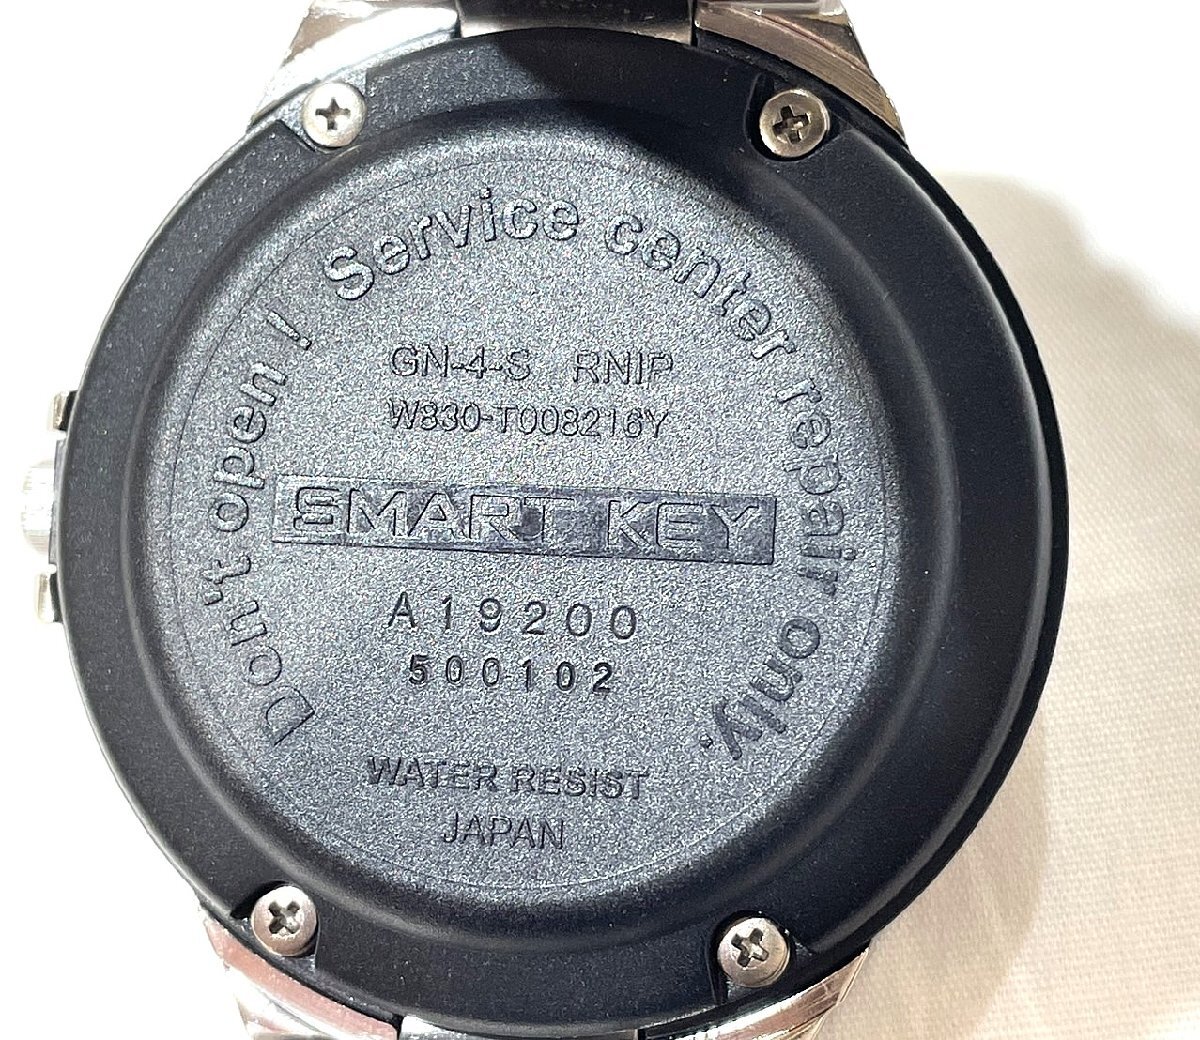 Don't open ! Service center repair only.
GN-4-S RNIP
W830-T008216Y
SMART KEY
A19200
500102
WATER RESIST
JAPAN